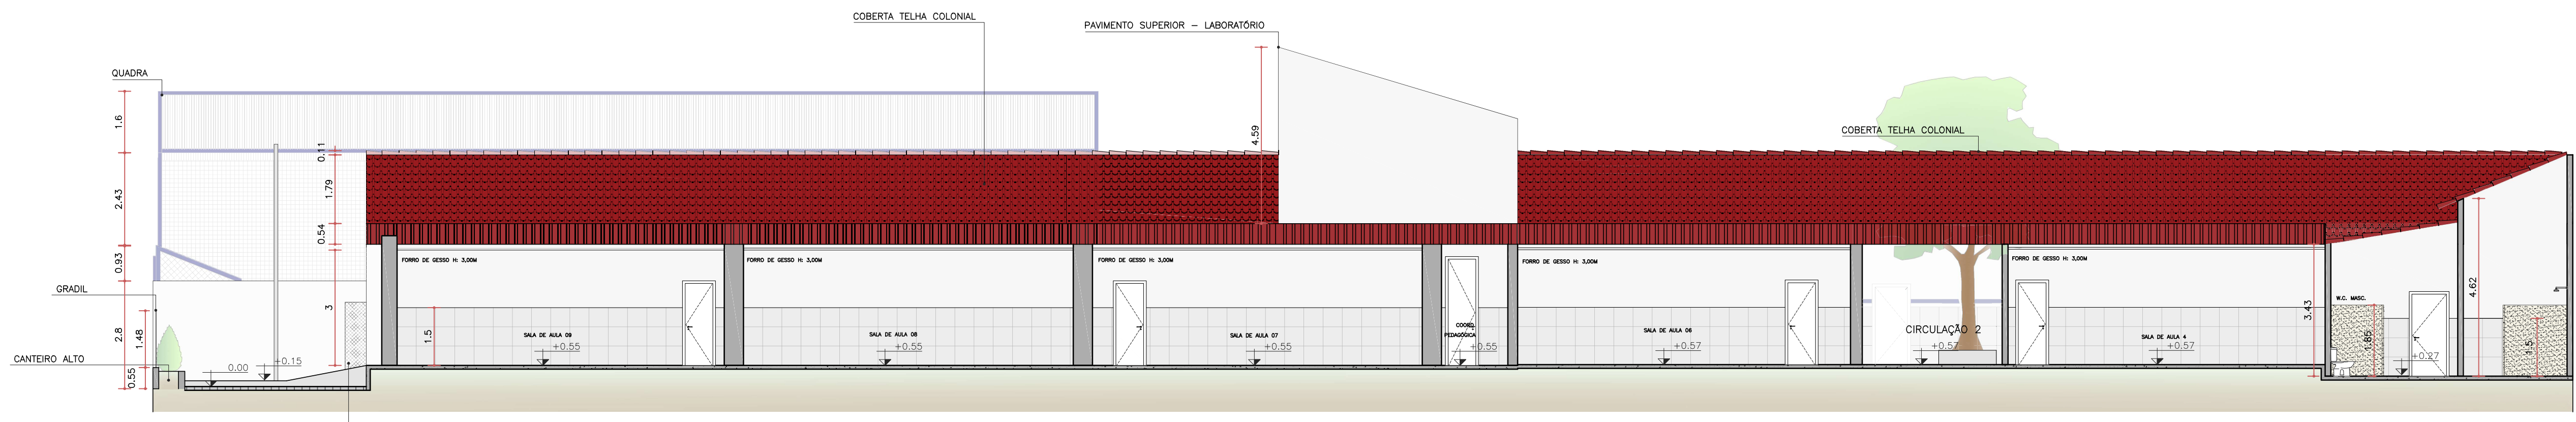 COBERTA TELHA COLONIAL
PAVIMENTO SUPERIOR - LABORATÓRIO
QUADRA
COBERTA TELHA COLONIAL
1.6
0.11
4.59
1.79
2.43
0.54
0.93
FORRO DE GESSO H: 3,00M
FORRO DE GESSO H: 3,00M
FORRO DE GESSO H: 3,00M
FORRO DE GESSO H: 3,00M
FORRO DE GESSO H: 3,00M
GRADIL
W.C. MASC.
4.62
3
3.43
2.8
1.48
1.5
SALA DE AULA 09
SALA DE AULA 08
SALA DE AULA 07
COORD.
PEDAGÓGICA
SALA DE AULA 06
CIRCULAÇÃO 2
SALA DE AULA 4
1.85
1.5
CANTEIRO ALTO
0.55
0.00
+0.15
+0.55
+0.55
+0.55
+0.55
+0.57
+0.57
+0.57
+0.27